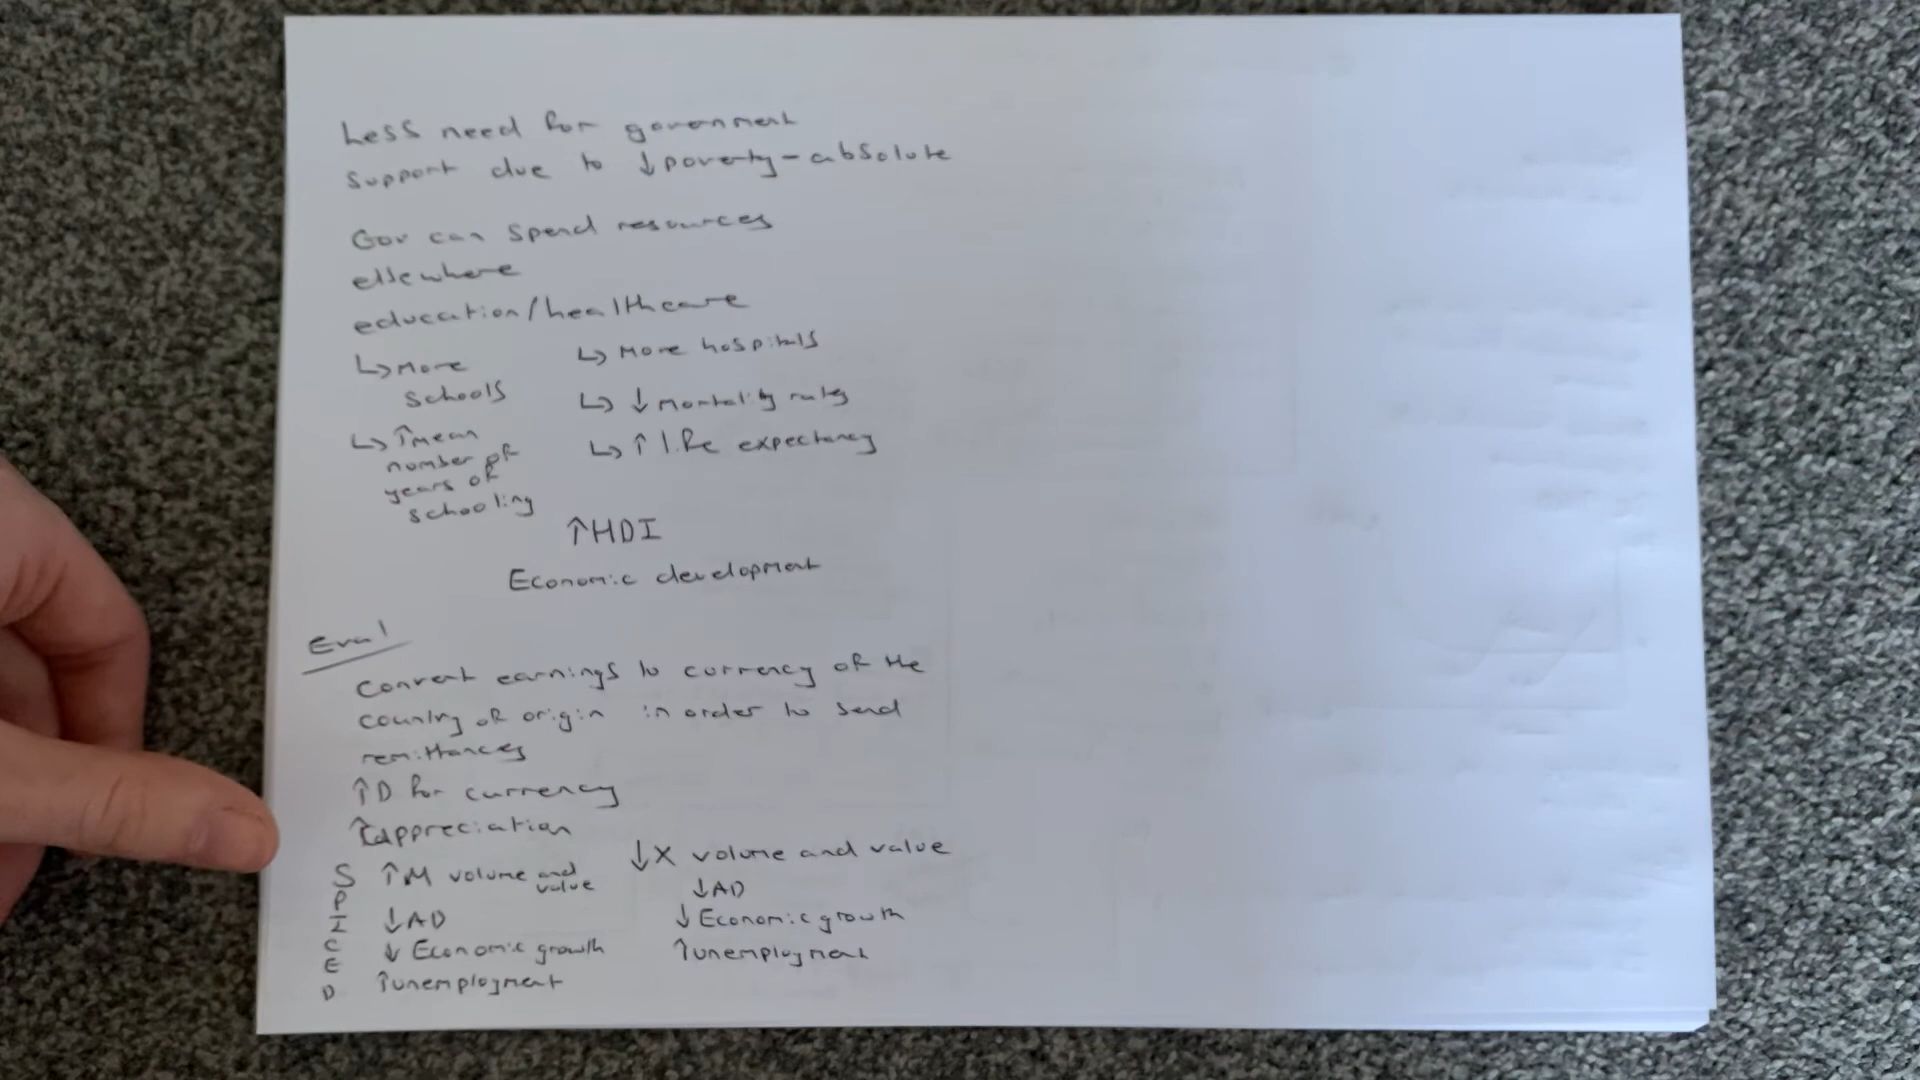 Less need for government
support due to ↓poverty-absolute
Gov can spend resources
elsewhere
education/healthcare
↳ More schools
↳ More hospitals
↳ ↓ mortality rates
↳ ↑mean number of years of schooling
↳ ↑ life expectancy
↑HDI
Economic development
Eval
Convert earnings to currency of the
country of origin in order to send
remittances
↑D for currency
↑appreciation
S
P
I
C
E
D
↑M volume and value
↓AD
↓ Economic growth
↑unemployment
↓X volume and value
↓AD
↓Economic growth
↑unemployment